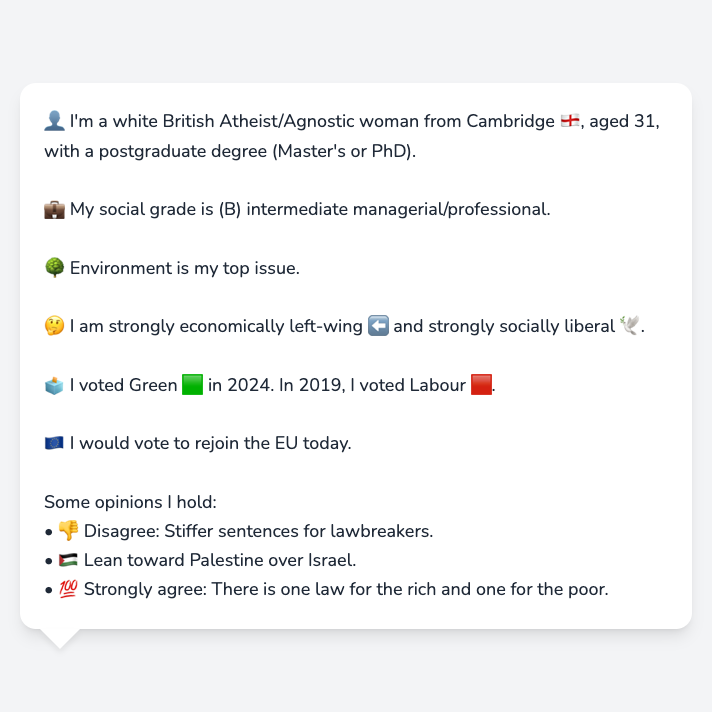 👤 I'm a white British Atheist/Agnostic woman from Cambridge 🏴󠁧󠁢󠁥󠁮󠁧󠁿, aged 31,
with a postgraduate degree (Master's or PhD).
💼 My social grade is (B) intermediate managerial/professional.
🌳 Environment is my top issue.
🤔 I am strongly economically left-wing ⬅️ and strongly socially liberal 🕊️.
🗳️ I voted Green 🟩 in 2024. In 2019, I voted Labour 🟥.
🇪🇺 I would vote to rejoin the EU today.
Some opinions I hold:
• 👎 Disagree: Stiffer sentences for lawbreakers.
• 🇵🇸 Lean toward Palestine over Israel.
• 💯 Strongly agree: There is one law for the rich and one for the poor.